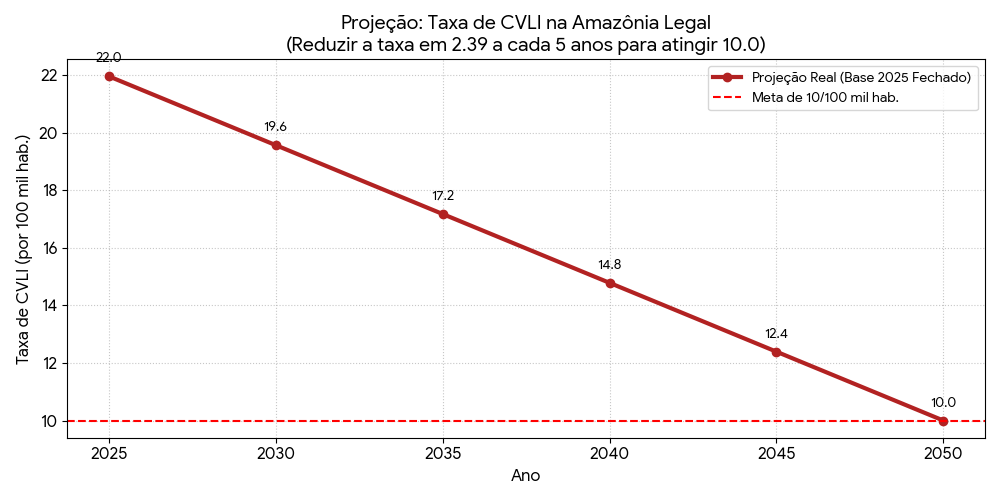 Projeção: Taxa de CVLI na Amazônia Legal
(Reduzir a taxa em 2.39 a cada 5 anos para atingir 10.0)
Projeção Real (Base 2025 Fechado)
Meta de 10/100 mil hab.
22.0
19.6
17.2
14.8
12.4
10.0
Taxa de CVLI (por 100 mil hab.)
22
20
18
16
14
12
10
2025 2030 2035 2040 2045 2050
Ano